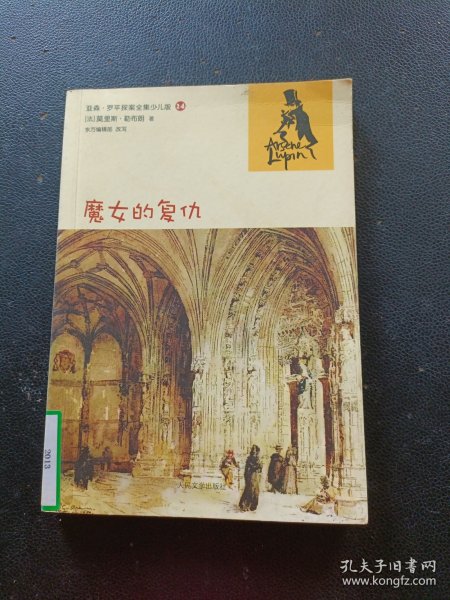 亚森·罗平探案全集少儿版 14
[法]莫里斯·勒布朗 著
东方编辑部 改写
Arsène
Lupin
魔女的复仇
2013
人民文学出版社
孔夫子旧书网
www.kongfz.com